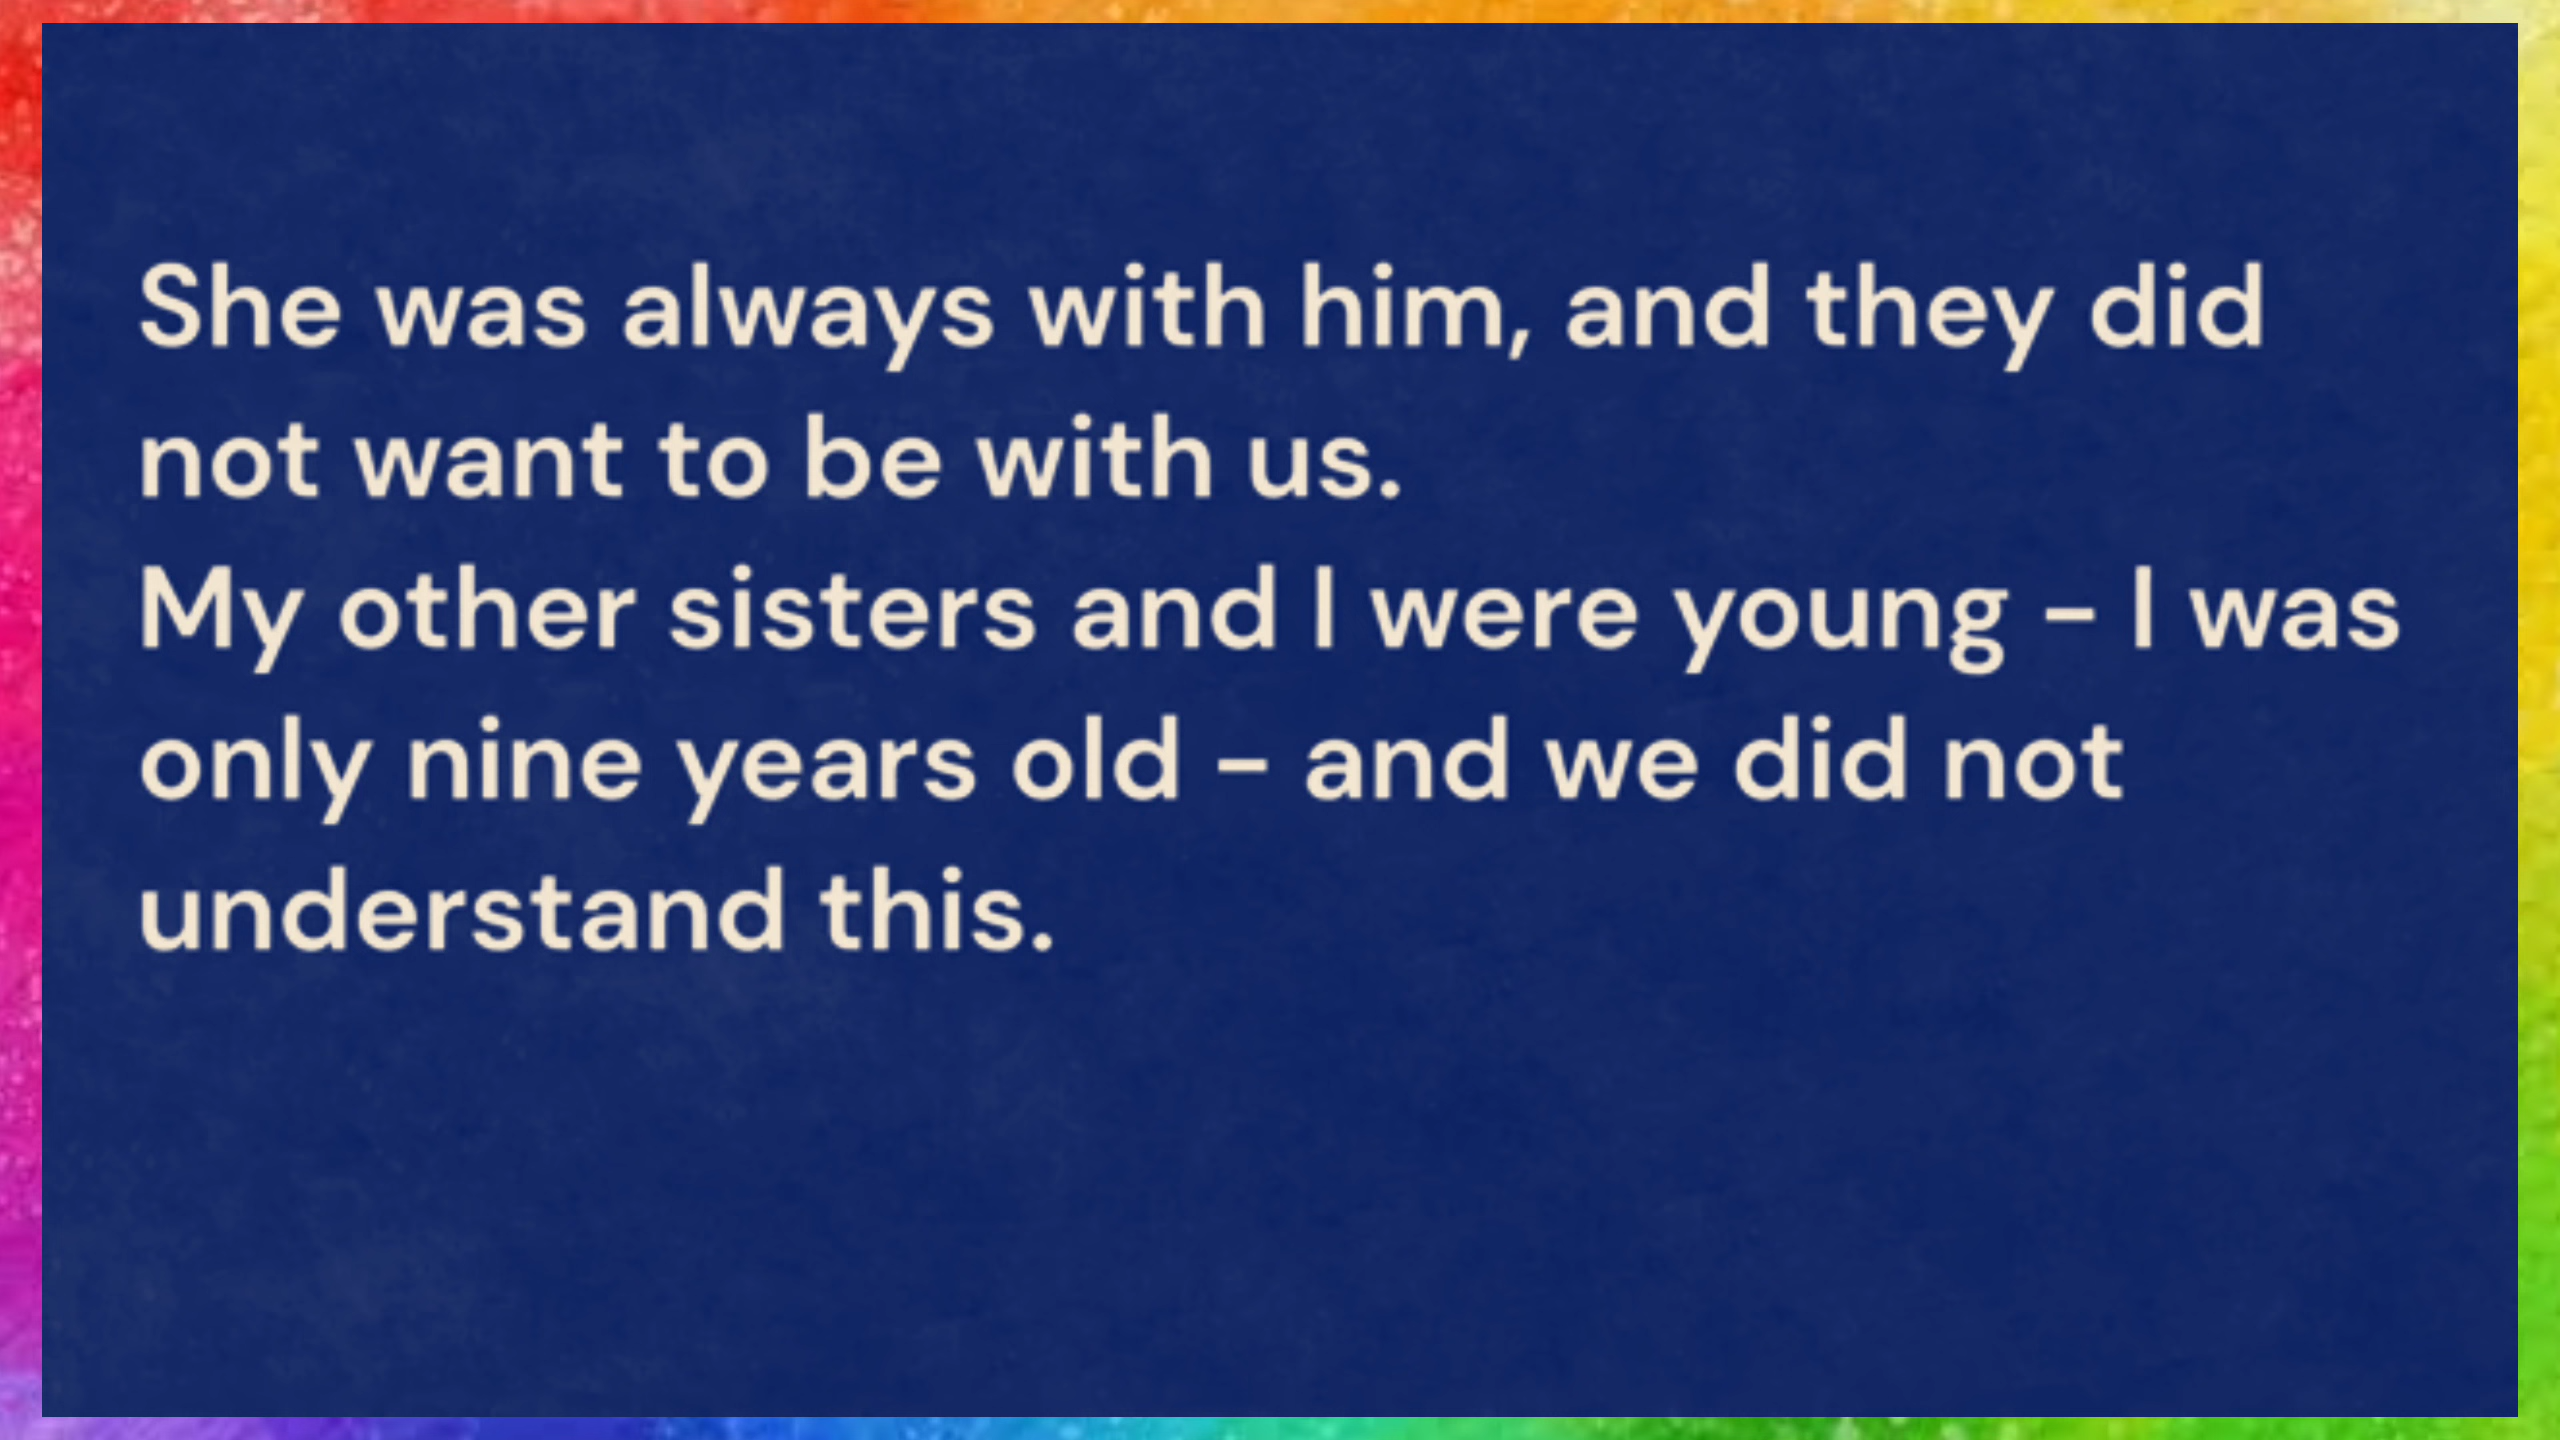 She was always with him, and they did
not want to be with us.
My other sisters and I were young – I was
only nine years old – and we did not
understand this.